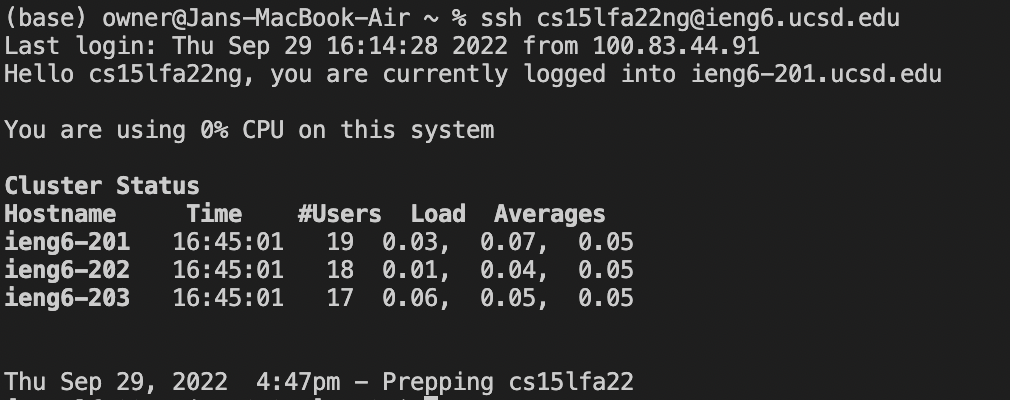 (base) owner@Jans-MacBook-Air ~ % ssh cs15lfa22ng@ieng6.ucsd.edu
Last login: Thu Sep 29 16:14:28 2022 from 100.83.44.91
Hello cs15lfa22ng, you are currently logged into ieng6-201.ucsd.edu
You are using 0% CPU on this system
Cluster Status
Hostname     Time    #Users  Load  Averages
ieng6-201   16:45:01   19  0.03,  0.07,  0.05
ieng6-202   16:45:01   18  0.01,  0.04,  0.05
ieng6-203   16:45:01   17  0.06,  0.05,  0.05
Thu Sep 29, 2022  4:47pm - Prepping cs15lfa22